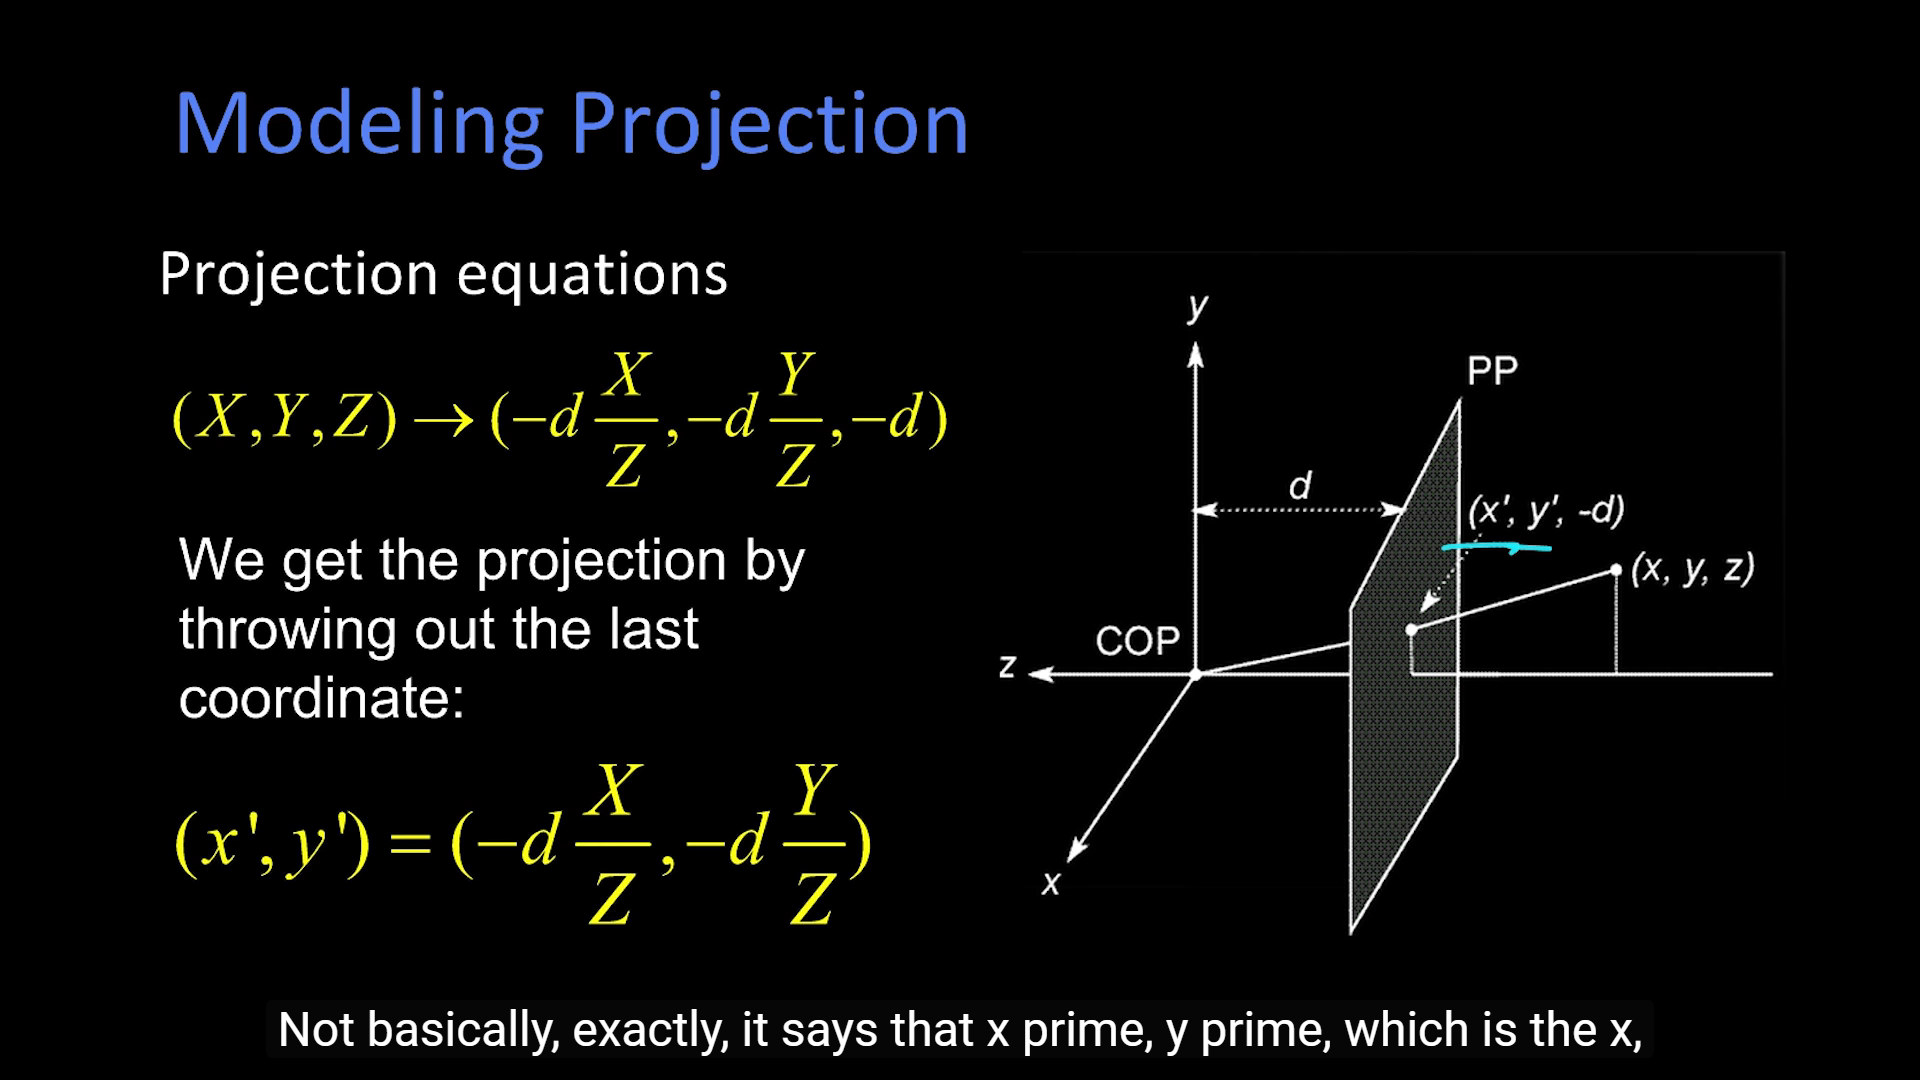 Modeling Projection
Projection equations
(X,Y,Z) → (−d X/Z, −d Y/Z, −d)
We get the projection by
throwing out the last
coordinate:
(x', y') = (−d X/Z, −d Y/Z)
y
PP
d
(x', y', -d)
(x, y, z)
COP
z
x
Not basically, exactly, it says that x prime, y prime, which is the x,